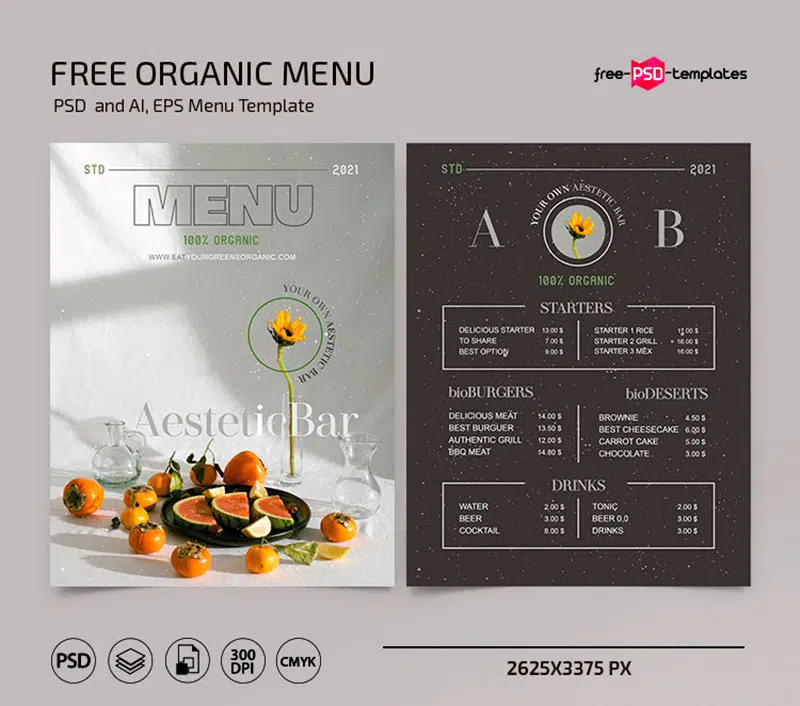 FREE ORGANIC MENU
PSD and AI, EPS Menu Template
free-PSD-templates
STD 2021
MENU
100% ORGANIC
WWW.EATYOURGREENSORGANIC.COM
YOUR OWN AESTETIC BAR
AesteticBar
STD 2021
YOUR OWN AESTETIC BAR
A B
100% ORGANIC
STARTERS
DELICIOUS STARTER 13.00 $ STARTER 1 RICE 11.00 $
TO SHARE 7.00 $ STARTER 2 GRILL 16.00 $
BEST OPTION 9.00 $ STARTER 3 MEX 16.00 $
bioBURGERS bioDESERTS
DELICIOUS MEAT 14.00 $ BROWNIE 4.50 $
BEST BURGUER 13.50 $ BEST CHEESECAKE 6.00 $
AUTHENTIC GRILL 12.00 $ CARROT CAKE 5.00 $
BBQ MEAT 14.80 $ CHOCOLATE 3.00 $
DRINKS
WATER 2.00 $ TONIC 2.00 $
BEER 3.00 $ BEER 0,0 3.00 $
COCKTAIL 8.00 $ DRINKS 3.00 $
PSD 300 DPI CMYK
2625X3375 PX